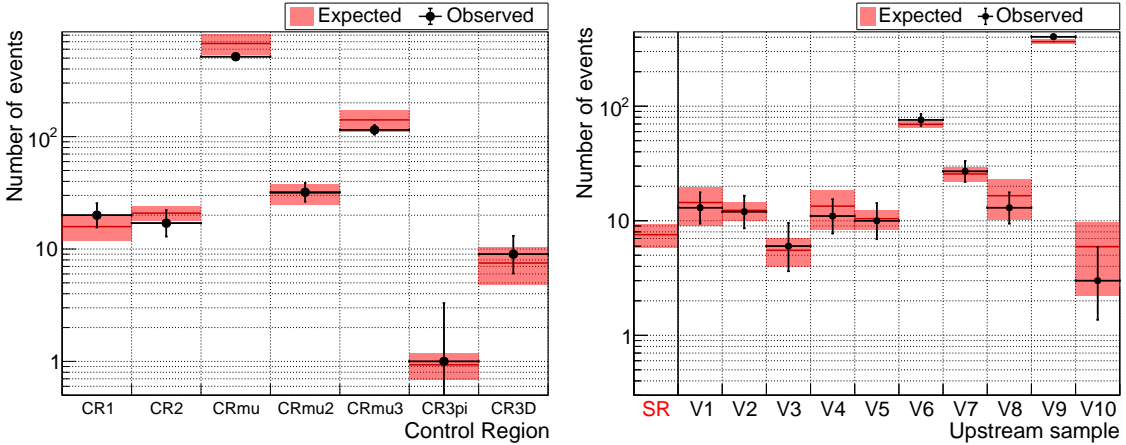 Expected Observed
Number of events
10²
10
1
CR1 CR2 CRmu CRmu2 CRmu3 CR3pi CR3D
Control Region
Expected Observed
Number of events
10²
10
1
SR V1 V2 V3 V4 V5 V6 V7 V8 V9 V10
Upstream sample